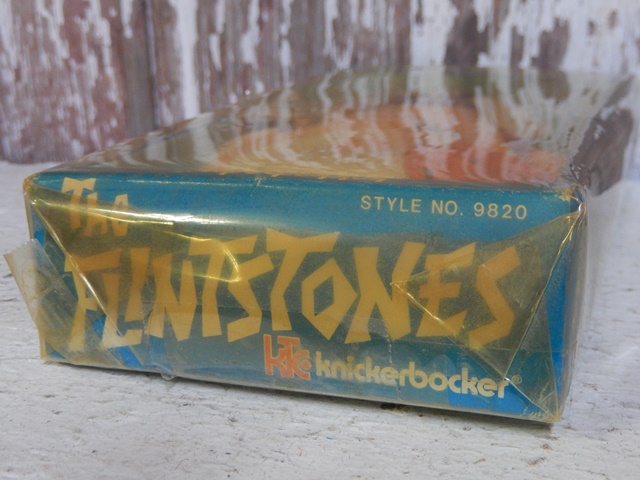 STYLE NO. 9820
The
FLINTSTONES
KTC knickerbocker®